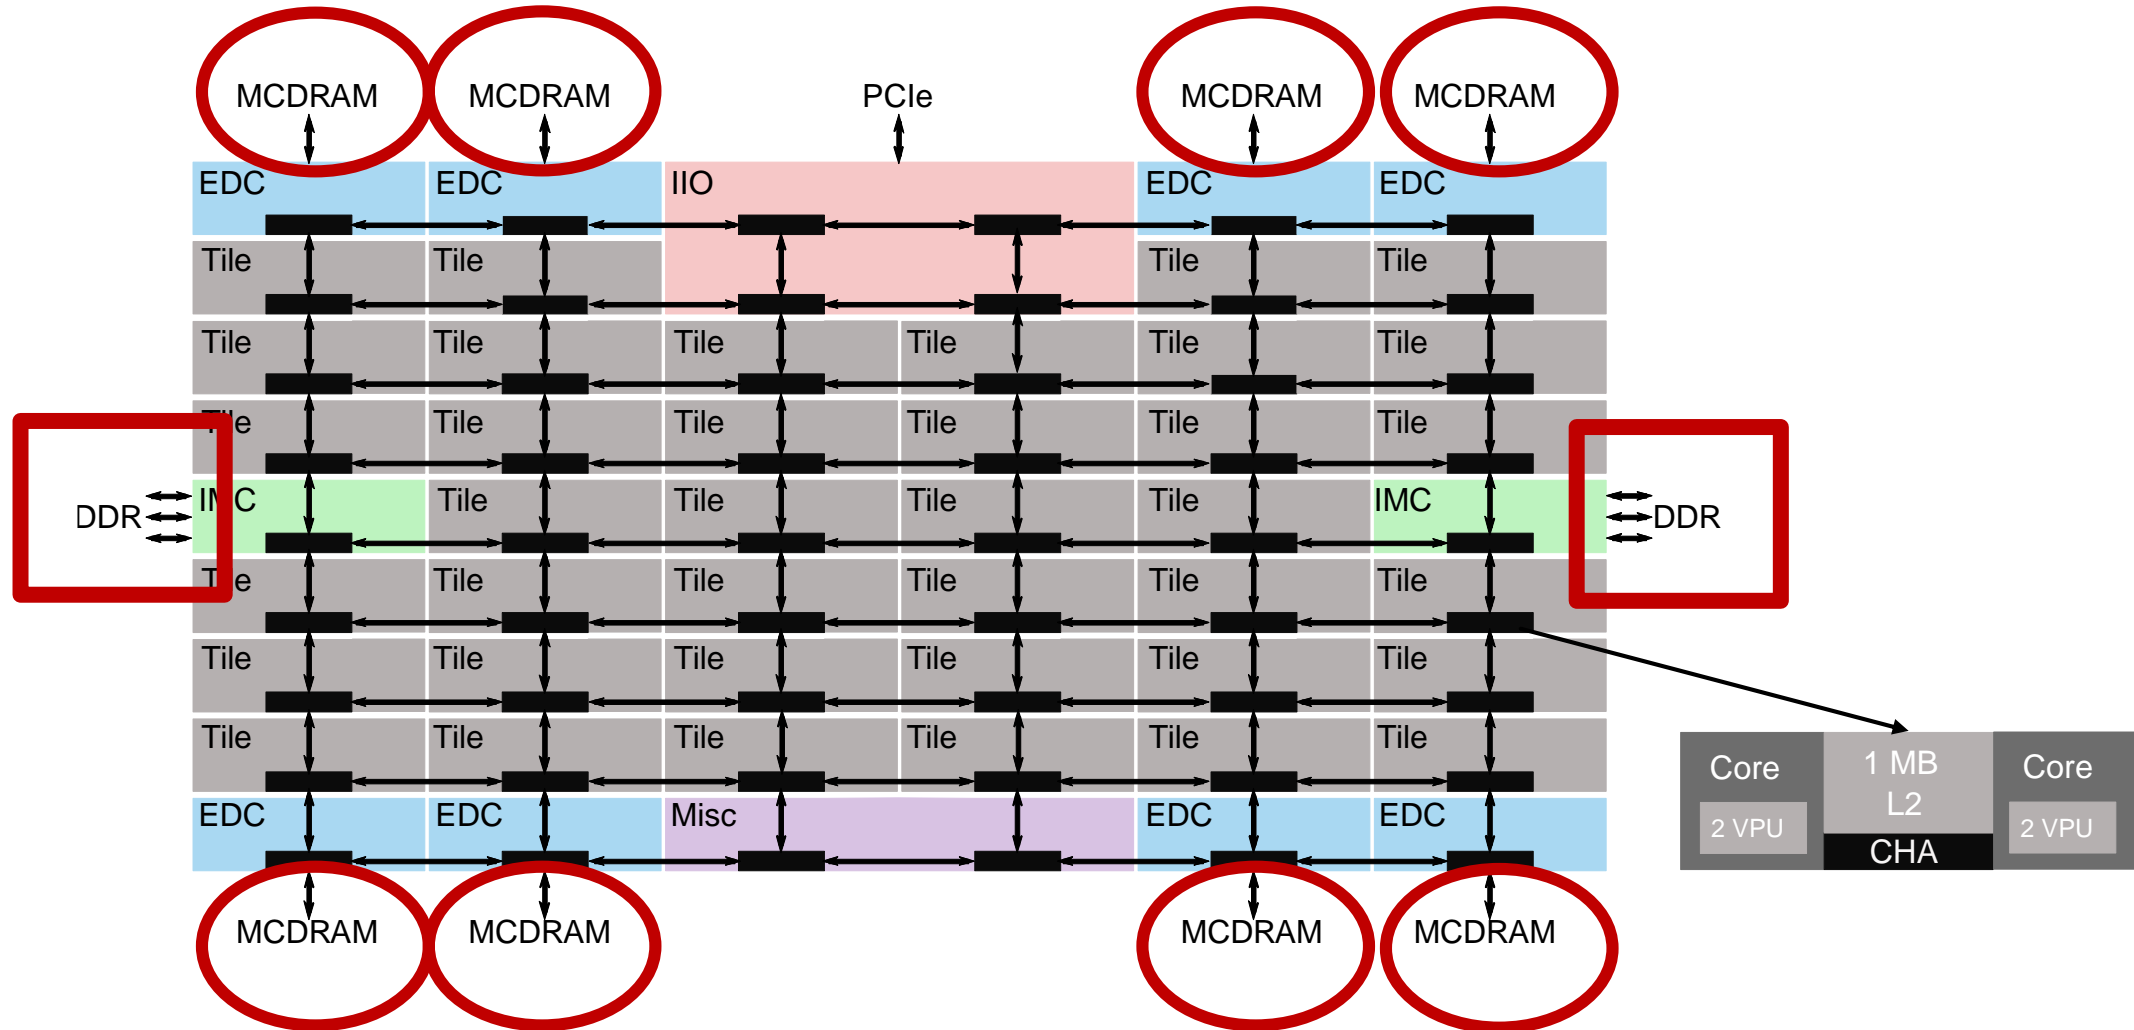 MCDRAM MCDRAM PCIe MCDRAM MCDRAM
EDC EDC IIO EDC EDC
Tile Tile Tile Tile
Tile Tile Tile Tile Tile Tile
Tile Tile Tile Tile Tile Tile
DDR IMC Tile Tile Tile Tile IMC DDR
Tile Tile Tile Tile Tile Tile
Tile Tile Tile Tile Tile Tile
Tile Tile Tile Tile Tile Tile
Core 1 MB Core
L2
2 VPU 2 VPU
CHA
EDC EDC Misc EDC EDC
MCDRAM MCDRAM MCDRAM MCDRAM